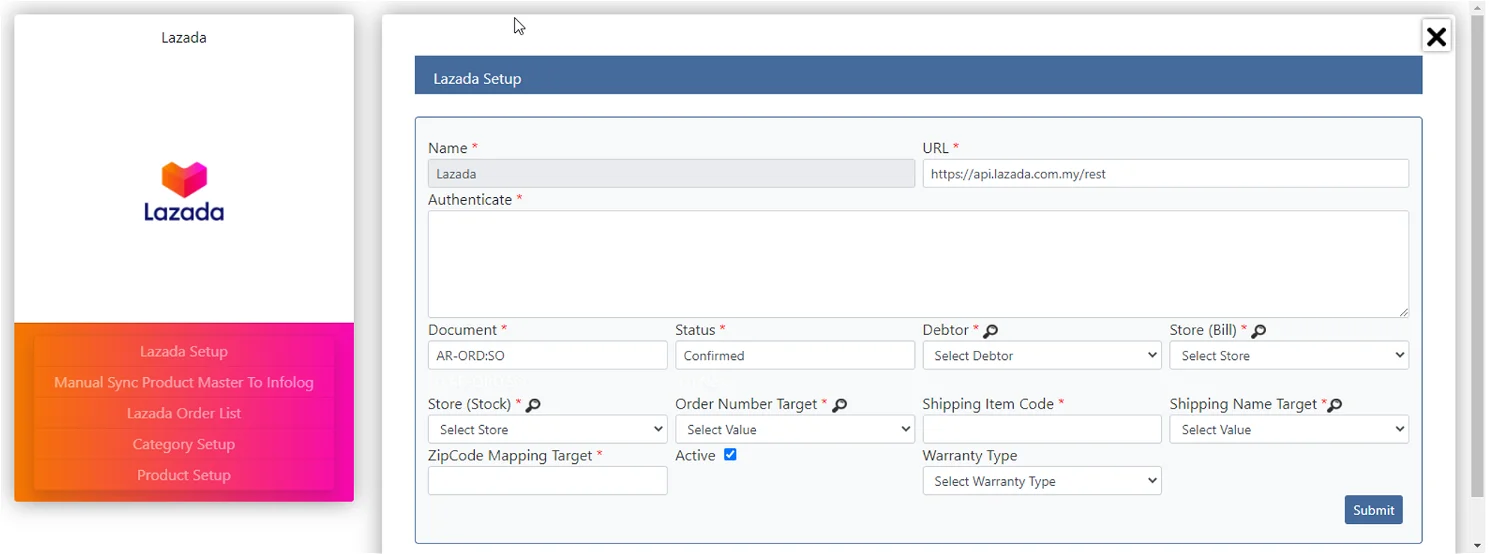 Lazada
Lazada
Lazada Setup
Manual Sync Product Master To Infolog
Lazada Order List
Category Setup
Product Setup
Lazada Setup
Name * URL *
Lazada https://api.lazada.com.my/rest
Authenticate *
Document * Status * Debtor * Store (Bill) *
AR-ORD:SO Confirmed Select Debtor Select Store
Store (Stock) * Order Number Target * Shipping Item Code * Shipping Name Target *
Select Store Select Value Select Value
ZipCode Mapping Target * Active Warranty Type
Select Warranty Type
Submit